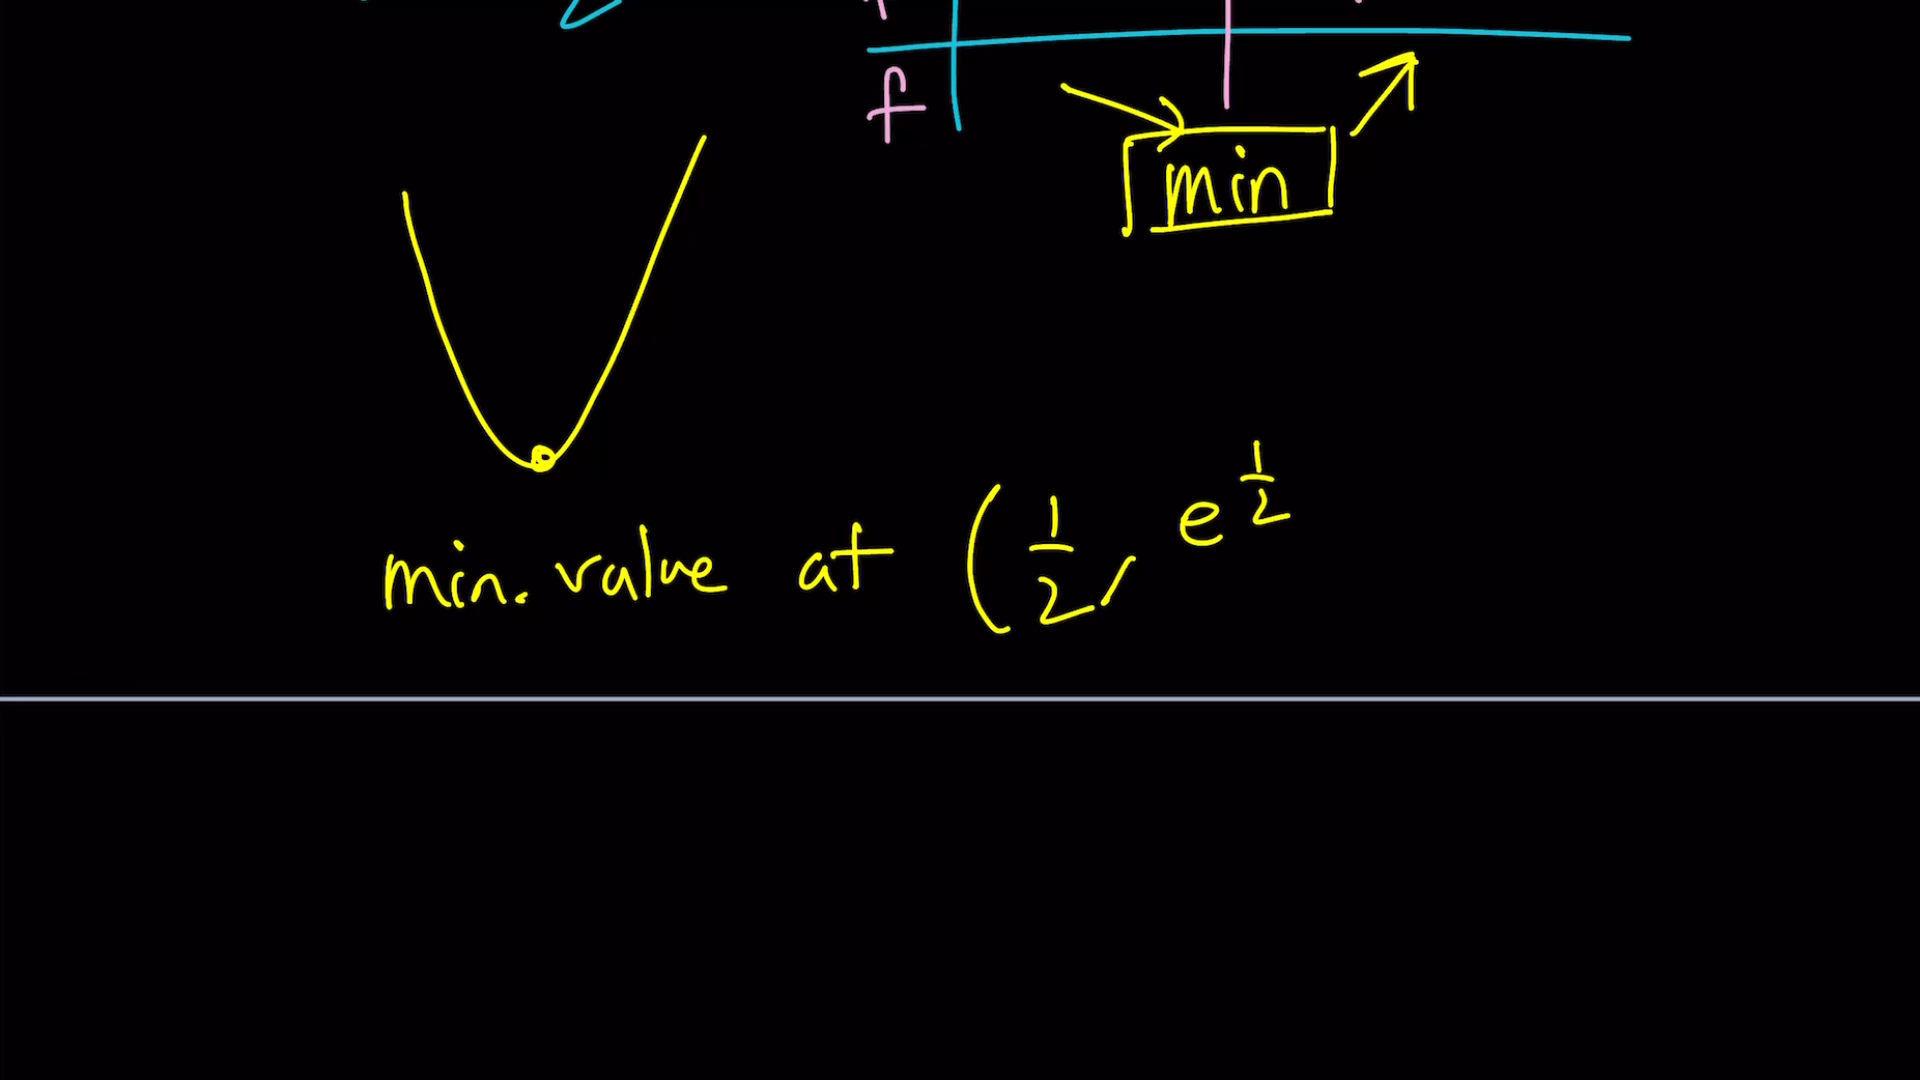 f
min
min. value at (1/2, e^{1/2}